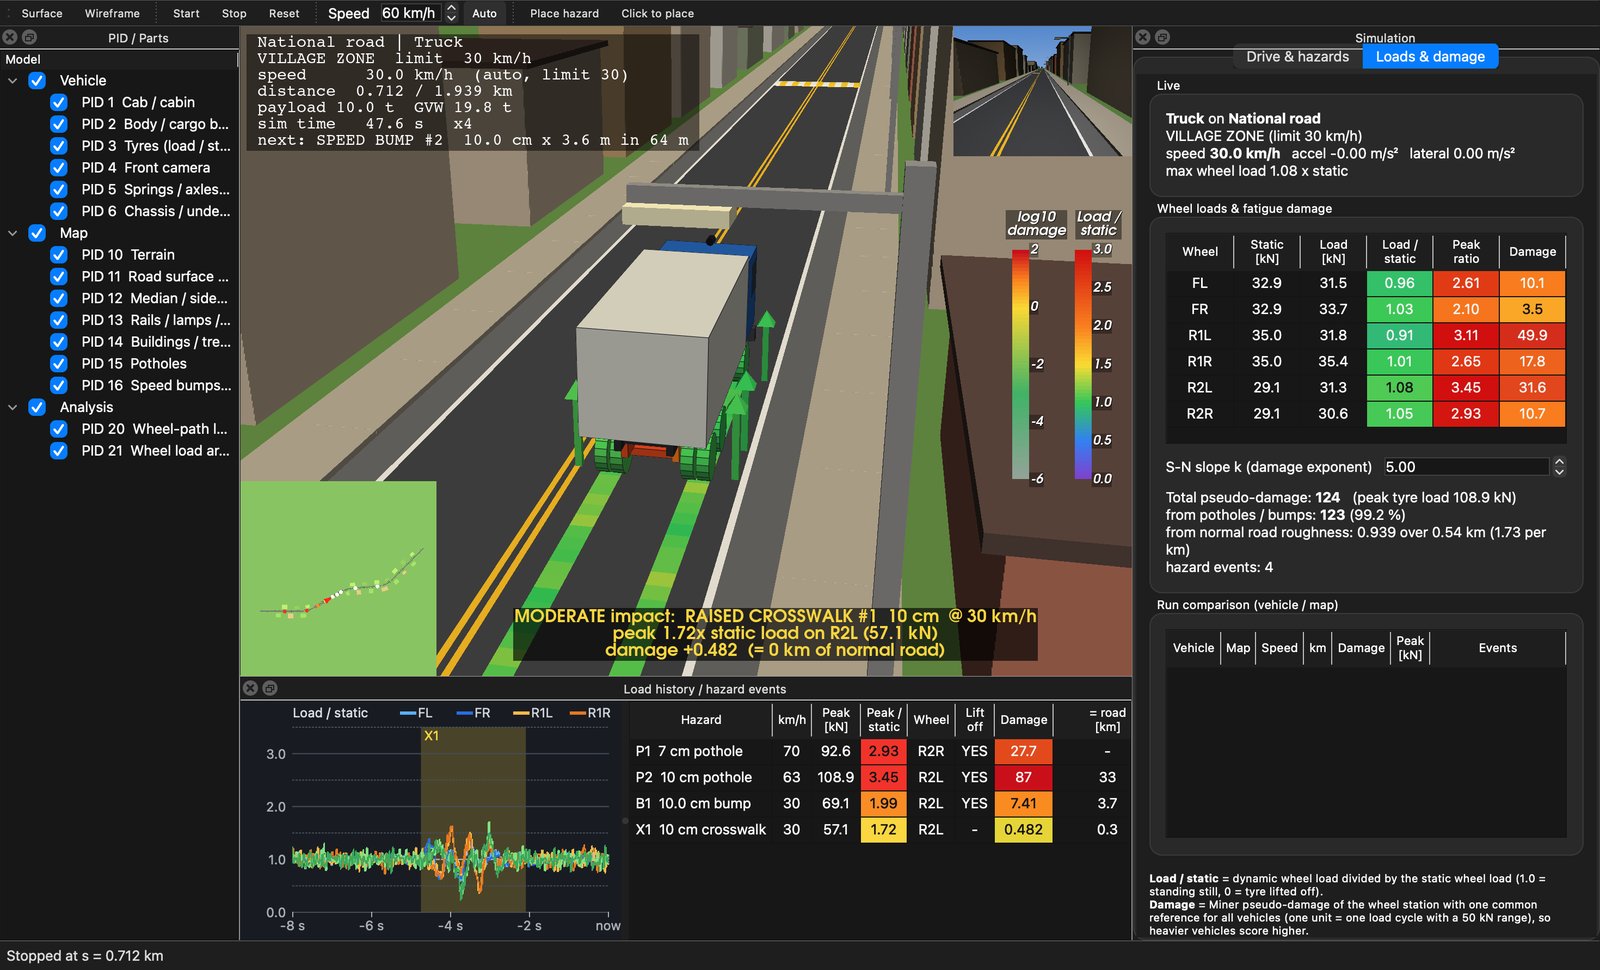 Surface Wireframe Start Stop Reset Speed 60 km/h Auto Place hazard Click to place
PID / Parts
Model
Vehicle
PID 1 Cab / cabin
PID 2 Body / cargo b...
PID 3 Tyres (load / st...
PID 4 Front camera
PID 5 Springs / axles...
PID 6 Chassis / unde...
Map
PID 10 Terrain
PID 11 Road surface ...
PID 12 Median / side...
PID 13 Rails / lamps /...
PID 14 Buildings / tre...
PID 15 Potholes
PID 16 Speed bumps...
Analysis
PID 20 Wheel-path l...
PID 21 Wheel load ar...
National road | Truck
VILLAGE ZONE limit 30 km/h
speed 30.0 km/h (auto, limit 30)
distance 0.712 / 1.939 km
payload 10.0 t GVW 19.8 t
sim time 47.6 s x4
next: SPEED BUMP #2 10.0 cm x 3.6 m in 64 m
log10 damage
2
0
-2
-4
-6
Load / static
3.0
2.5
2.0
1.5
1.0
0.5
0.0
MODERATE impact: RAISED CROSSWALK #1 10 cm @ 30 km/h
peak 1.72x static load on R2L (57.1 kN)
damage +0.482 (= 0 km of normal road)
Load history / hazard events
Load / static FL FR R1L R1R
X1
3.0
2.0
1.0
0.0
-8 s -6 s -4 s -2 s now
Hazard km/h Peak [kN] Peak / static Wheel Lift off Damage = road [km]
P1 7 cm pothole 70 92.6 2.93 R2R YES 27.7 -
P2 10 cm pothole 63 108.9 3.45 R2L YES 87 33
B1 10.0 cm bump 30 69.1 1.99 R2L YES 7.41 3.7
X1 10 cm crosswalk 30 57.1 1.72 R2L - 0.482 0.3
Simulation
Drive & hazards Loads & damage
Live
Truck on National road
VILLAGE ZONE (limit 30 km/h)
speed 30.0 km/h accel -0.00 m/s² lateral 0.00 m/s²
max wheel load 1.08 x static
Wheel loads & fatigue damage
Wheel Static [kN] Load [kN] Load / static Peak ratio Damage
FL 32.9 31.5 0.96 2.61 10.1
FR 32.9 33.7 1.03 2.10 3.5
R1L 35.0 31.8 0.91 3.11 49.9
R1R 35.0 35.4 1.01 2.65 17.8
R2L 29.1 31.3 1.08 3.45 31.6
R2R 29.1 30.6 1.05 2.93 10.7
S-N slope k (damage exponent) 5.00
Total pseudo-damage: 124 (peak tyre load 108.9 kN)
from potholes / bumps: 123 (99.2 %)
from normal road roughness: 0.939 over 0.54 km (1.73 per
km)
hazard events: 4
Run comparison (vehicle / map)
Vehicle Map Speed km Damage Peak [kN] Events
Load / static = dynamic wheel load divided by the static wheel load (1.0 =
standing still, 0 = tyre lifted off).
Damage = Miner pseudo-damage of the wheel station with one common
reference for all vehicles (one unit = one load cycle with a 50 kN range), so
heavier vehicles score higher.
Stopped at s = 0.712 km